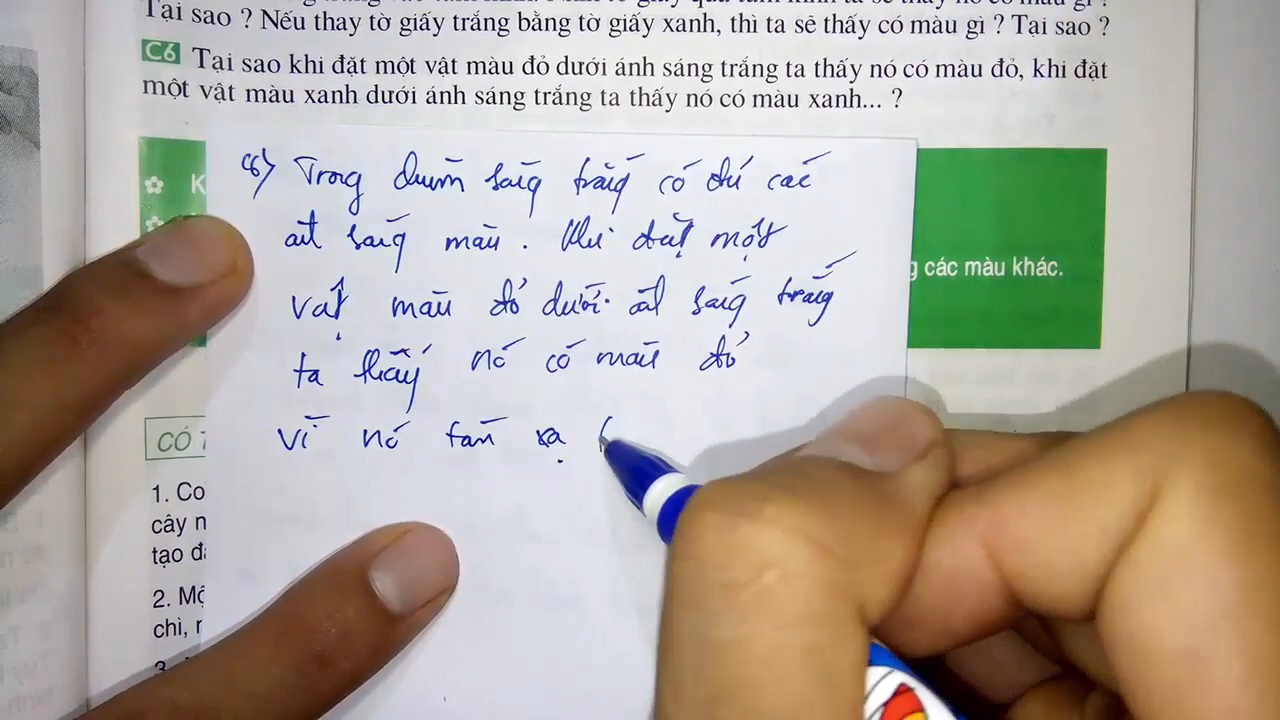 Tại sao ? Nếu thay tờ giấy trắng bằng tờ giấy xanh, thì ta sẽ thấy có màu gì ? Tại sao ?
C6 Tại sao khi đặt một vật màu đỏ dưới ánh sáng trắng ta thấy nó có màu đỏ, khi đặt
một vật màu xanh dưới ánh sáng trắng ta thấy nó có màu xanh... ?
C6) Trong chùm sáng trắng có đủ các
K
ánh sáng màu. Khi đặt một
g các màu khác.
vật màu đỏ dưới ánh sáng trắng
ta thấy nó có màu đỏ
vì nó tán xạ
CÓ
1. Co
cây n
tạo đ
2. Mộ
chì, r
3.